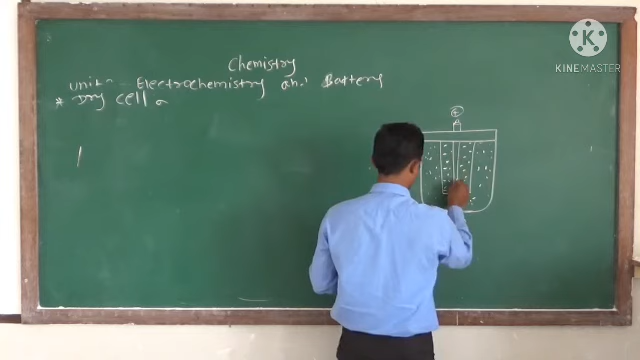 Chemistry
unit - Electrochemistry and Battery
* Dry cell
+
K
KINEMASTER